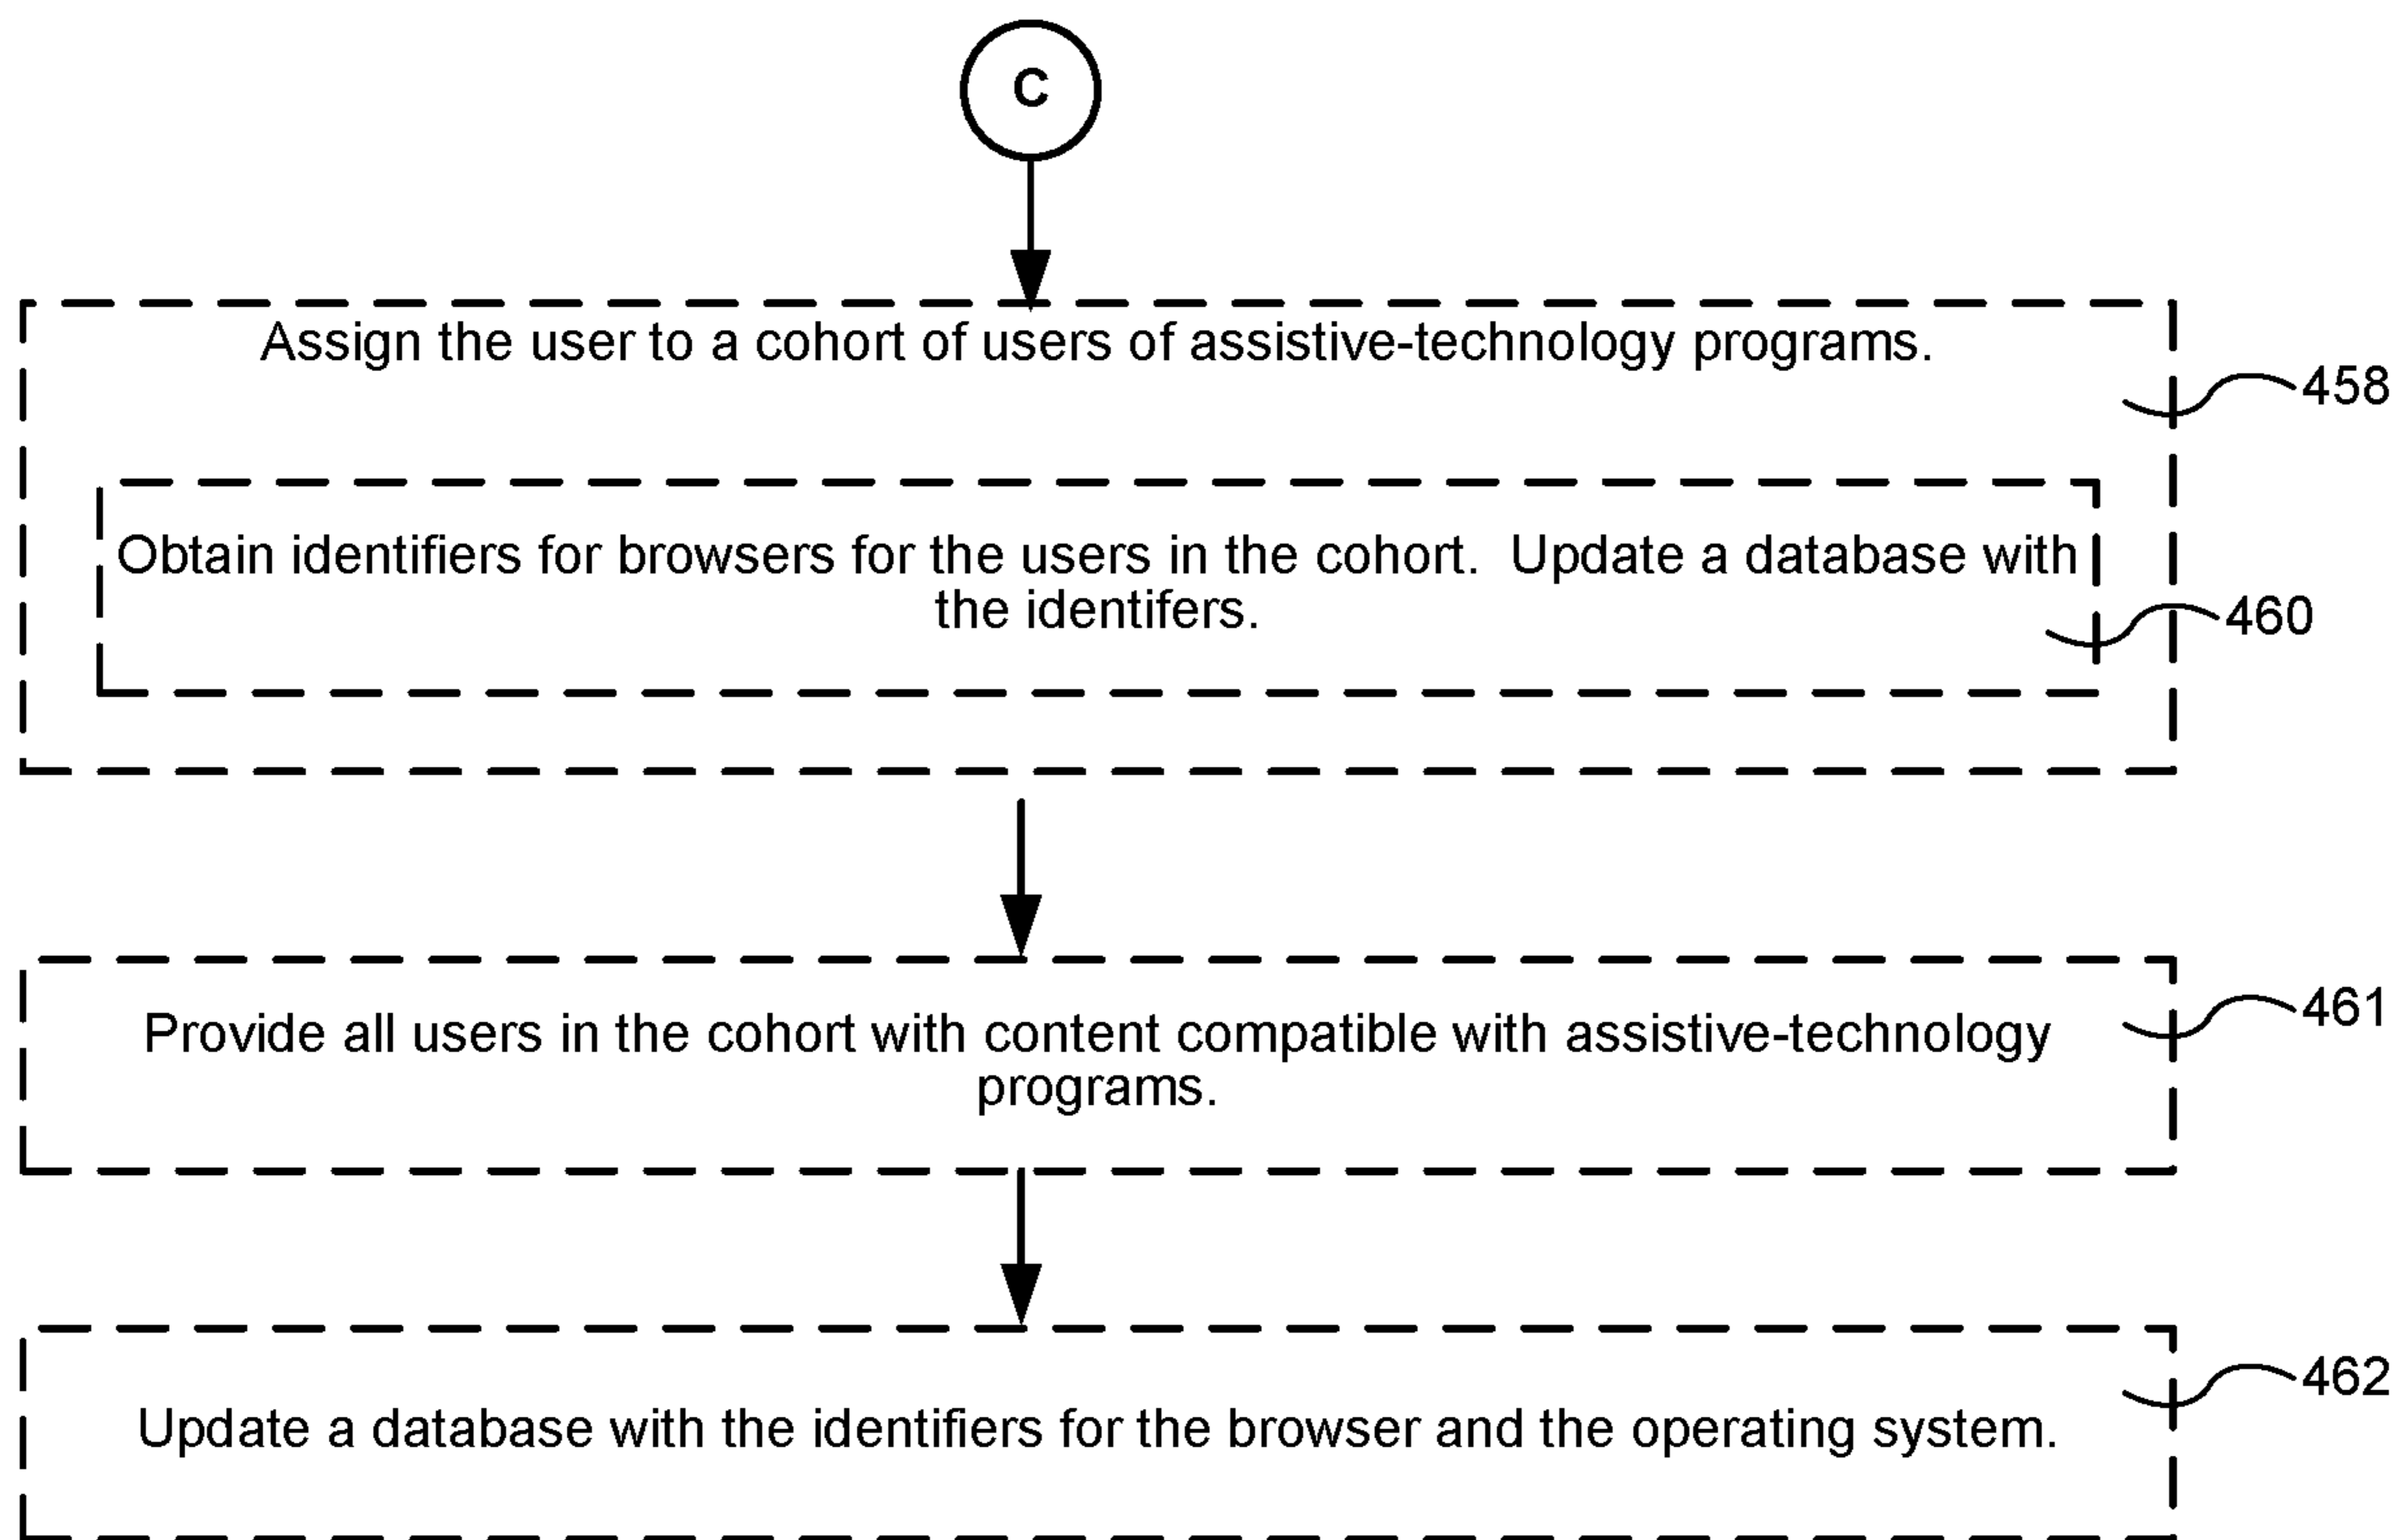 C
Assign the user to a cohort of users of assistive-technology programs.
458
Obtain identifiers for browsers for the users in the cohort.  Update a database with
the identifers.
460
Provide all users in the cohort with content compatible with assistive-technology
programs.
461
Update a database with the identifiers for the browser and the operating system.
462